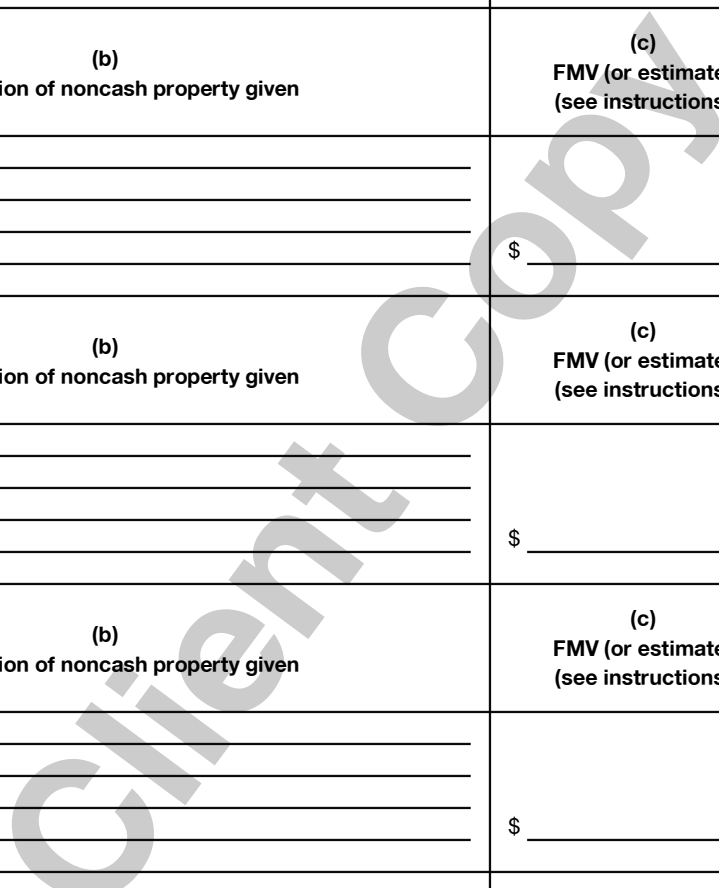 (b)
ion of noncash property given
(c)
FMV (or estimate
(see instructions
$
(b)
ion of noncash property given
(c)
FMV (or estimate
(see instructions
$
(b)
ion of noncash property given
(c)
FMV (or estimate
(see instructions
$
Client Copy